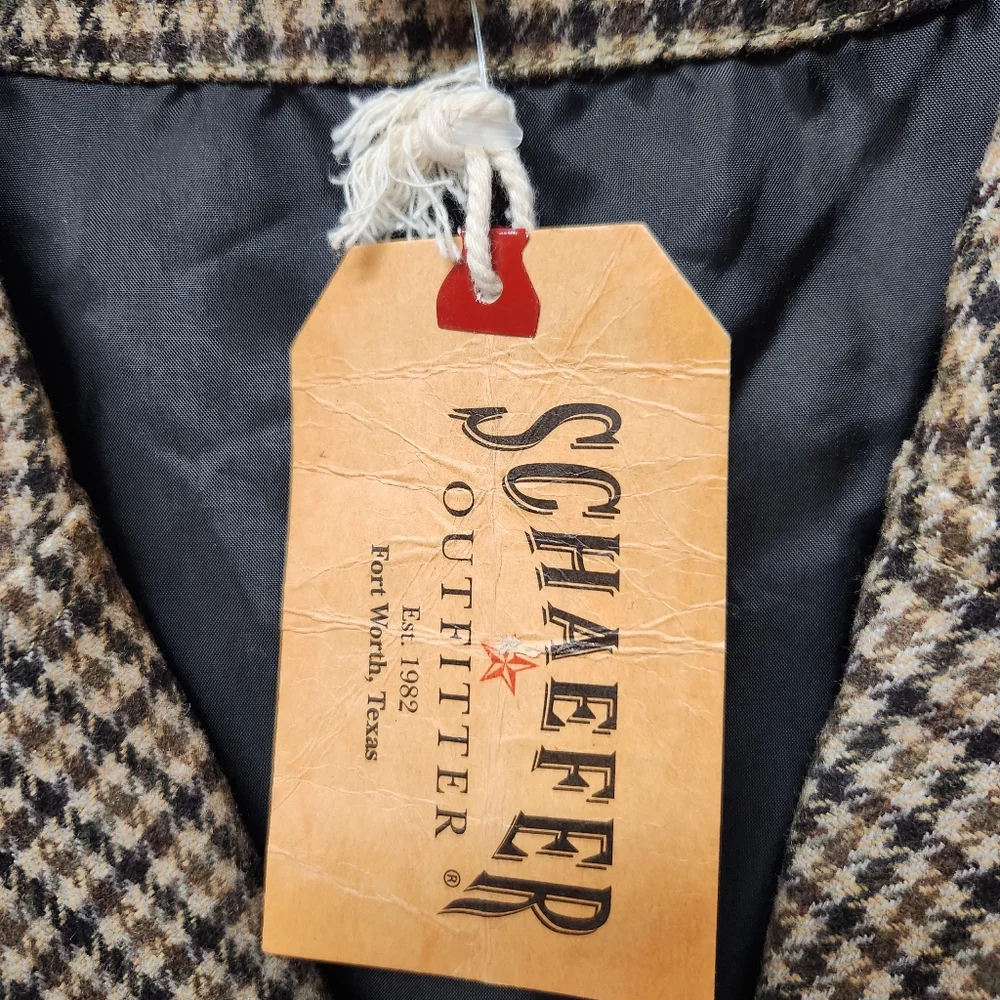 SCHAEFER
OUTFITTER ®
Est. 1982
Fort Worth, Texas